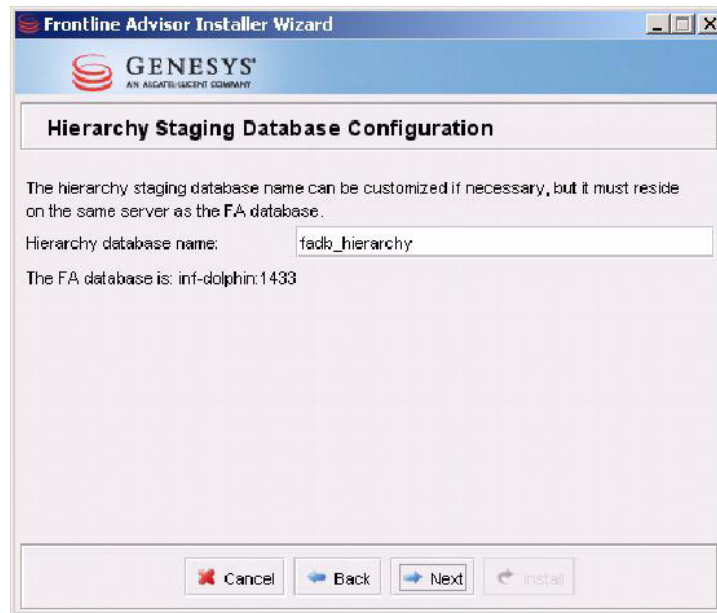 Frontline Advisor Installer Wizard
GENESYS
AN ALCATEL-LUCENT COMPANY
Hierarchy Staging Database Configuration
The hierarchy staging database name can be customized if necessary, but it must reside
on the same server as the FA database.
Hierarchy database name: fadb_hierarchy
The FA database is: inf-dolphin:1433
Cancel Back Next Install